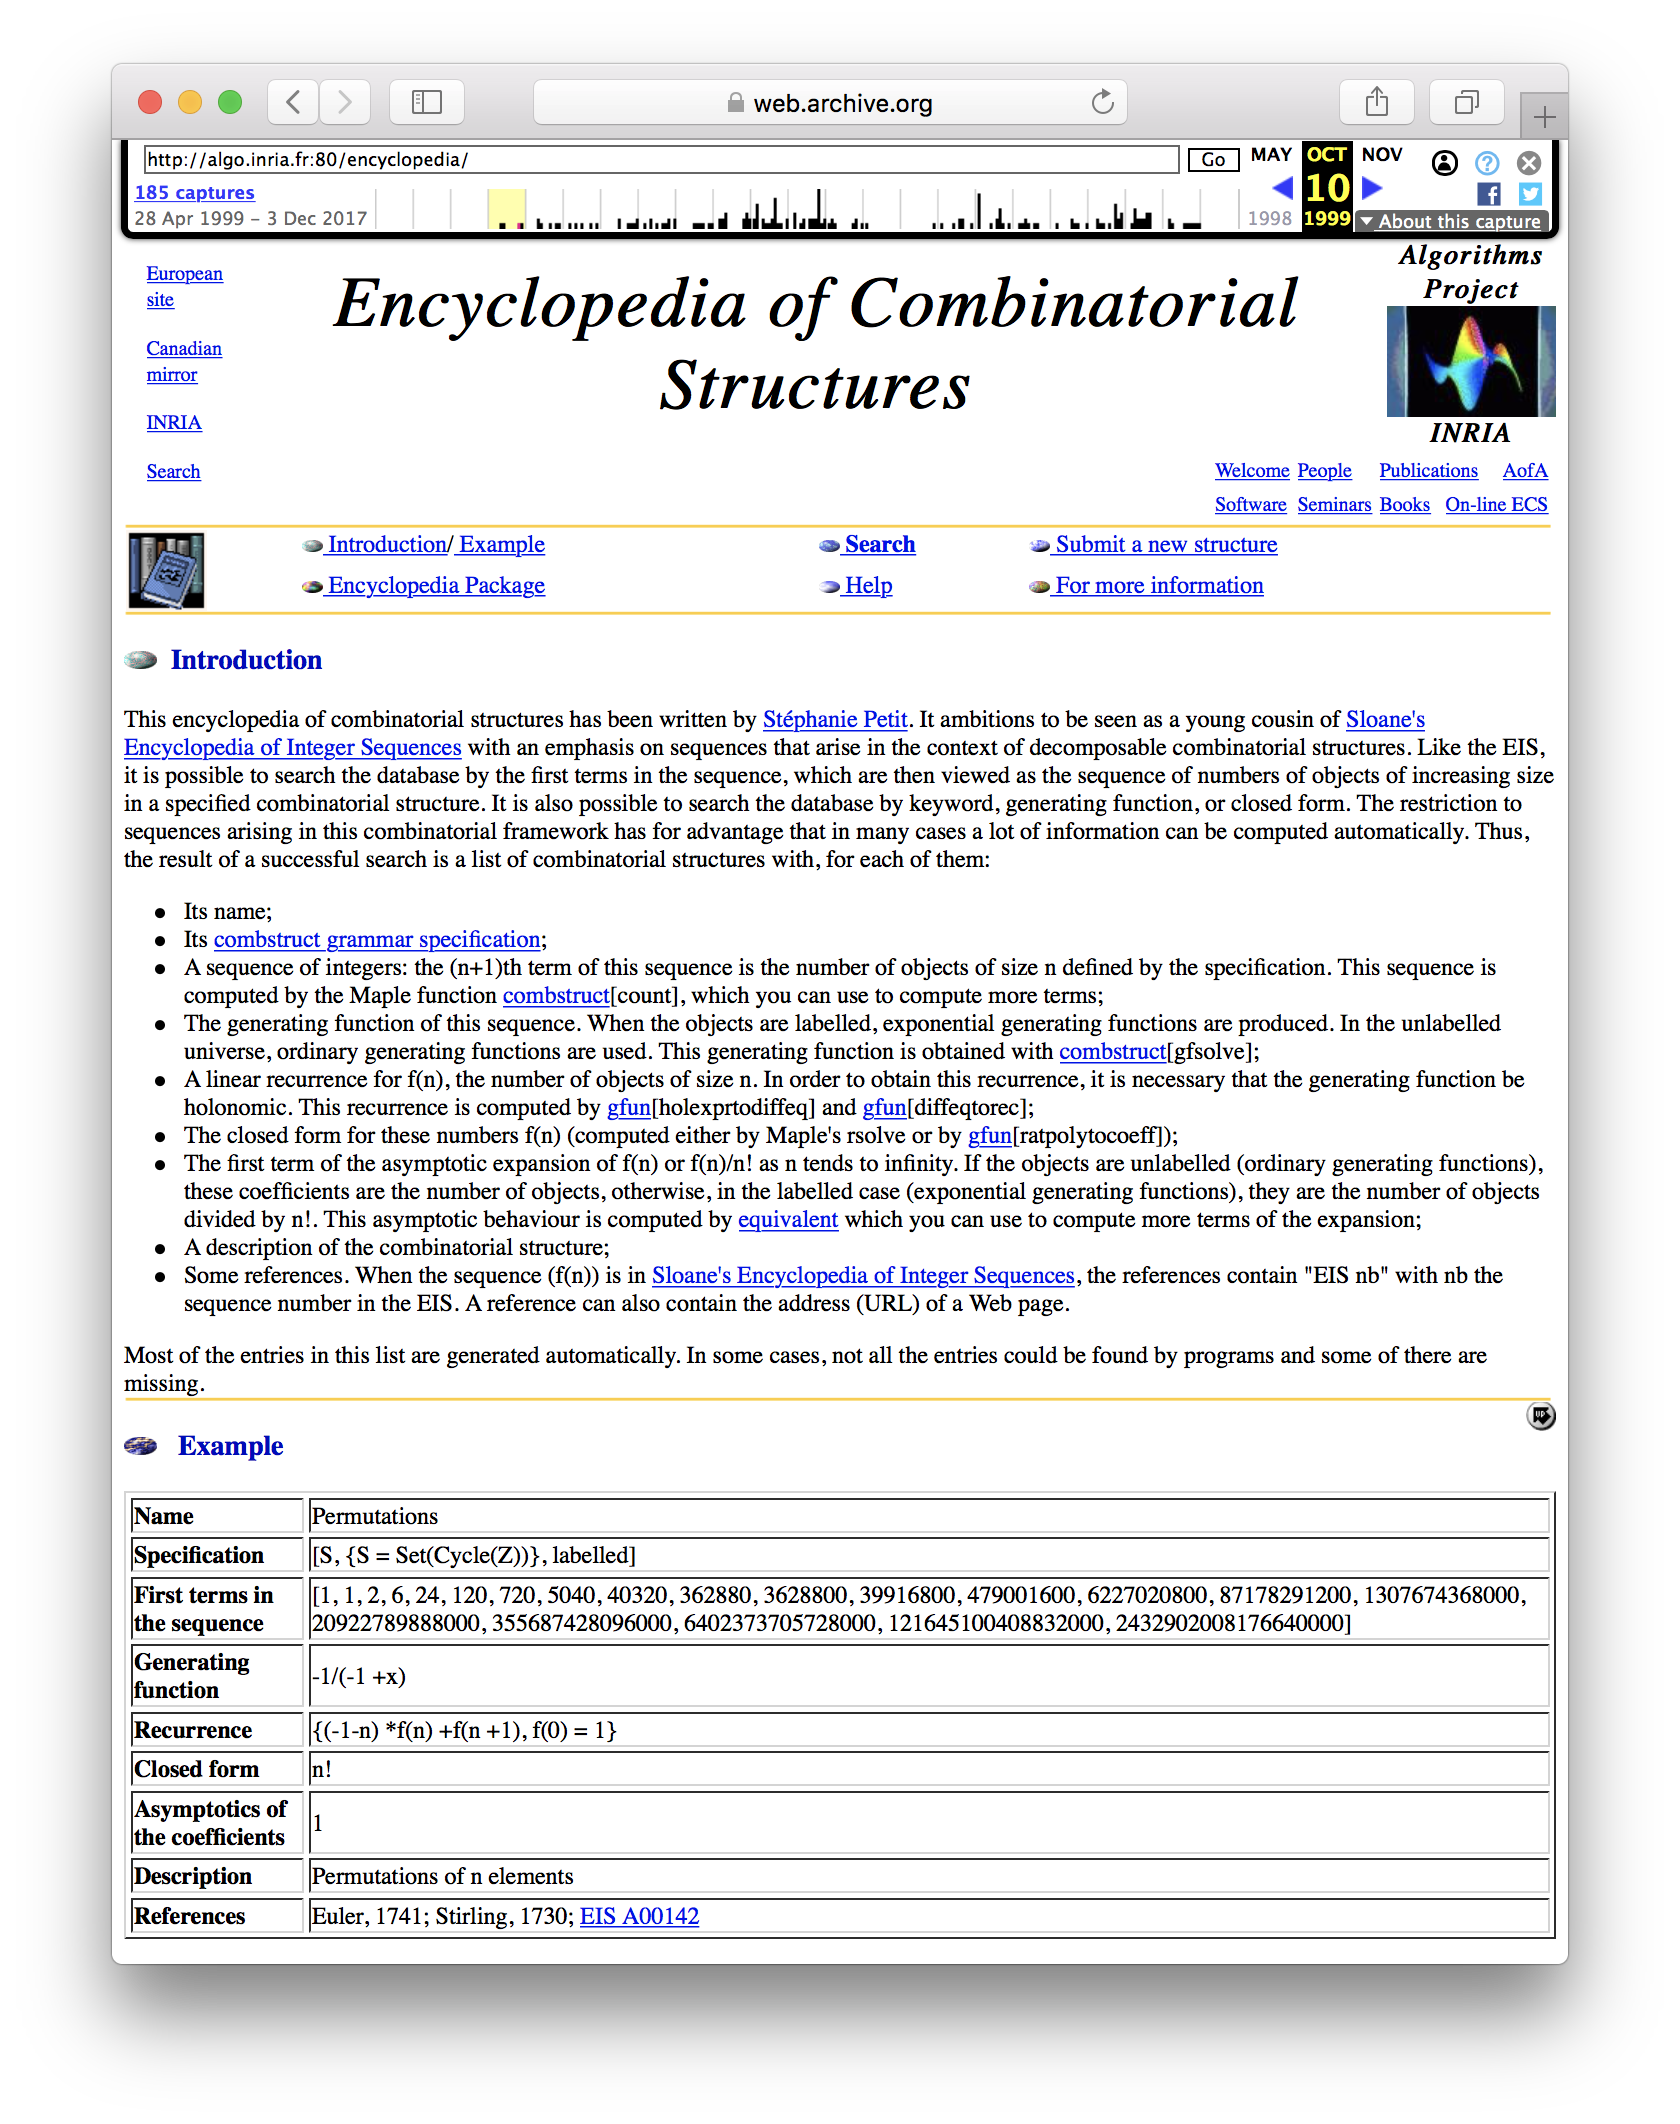 web.archive.org
http://algo.inria.fr:80/encyclopedia/
Go
MAY OCT NOV
185 captures
10
28 Apr 1999 – 3 Dec 2017
1998 1999 About this capture
European
site
Canadian
mirror
INRIA
Search
Encyclopedia of Combinatorial
Structures
Algorithms
Project
INRIA
Welcome People Publications AofA
Software Seminars Books On-line ECS
Introduction/ Example Search Submit a new structure
Encyclopedia Package Help For more information
Introduction
This encyclopedia of combinatorial structures has been written by Stéphanie Petit. It ambitions to be seen as a young cousin of Sloane's
Encyclopedia of Integer Sequences with an emphasis on sequences that arise in the context of decomposable combinatorial structures. Like the EIS,
it is possible to search the database by the first terms in the sequence, which are then viewed as the sequence of numbers of objects of increasing size
in a specified combinatorial structure. It is also possible to search the database by keyword, generating function, or closed form. The restriction to
sequences arising in this combinatorial framework has for advantage that in many cases a lot of information can be computed automatically. Thus,
the result of a successful search is a list of combinatorial structures with, for each of them:
• Its name;
• Its combstruct grammar specification;
• A sequence of integers: the (n+1)th term of this sequence is the number of objects of size n defined by the specification. This sequence is
computed by the Maple function combstruct[count], which you can use to compute more terms;
• The generating function of this sequence. When the objects are labelled, exponential generating functions are produced. In the unlabelled
universe, ordinary generating functions are used. This generating function is obtained with combstruct[gfsolve];
• A linear recurrence for f(n), the number of objects of size n. In order to obtain this recurrence, it is necessary that the generating function be
holonomic. This recurrence is computed by gfun[holexprtodiffeq] and gfun[diffeqtorec];
• The closed form for these numbers f(n) (computed either by Maple's rsolve or by gfun[ratpolytocoeff]);
• The first term of the asymptotic expansion of f(n) or f(n)/n! as n tends to infinity. If the objects are unlabelled (ordinary generating functions),
these coefficients are the number of objects, otherwise, in the labelled case (exponential generating functions), they are the number of objects
divided by n!. This asymptotic behaviour is computed by equivalent which you can use to compute more terms of the expansion;
• A description of the combinatorial structure;
• Some references. When the sequence (f(n)) is in Sloane's Encyclopedia of Integer Sequences, the references contain "EIS nb" with nb the
sequence number in the EIS. A reference can also contain the address (URL) of a Web page.
Most of the entries in this list are generated automatically. In some cases, not all the entries could be found by programs and some of there are
missing.
UP
Example
Name Permutations
Specification [S, {S = Set(Cycle(Z))}, labelled]
First terms in
the sequence
[1, 1, 2, 6, 24, 120, 720, 5040, 40320, 362880, 3628800, 39916800, 479001600, 6227020800, 87178291200, 1307674368000,
20922789888000, 355687428096000, 6402373705728000, 121645100408832000, 2432902008176640000]
Generating
function
-1/(-1 +x)
Recurrence {(-1-n) *f(n) +f(n +1), f(0) = 1}
Closed form n!
Asymptotics of
the coefficients
1
Description Permutations of n elements
References Euler, 1741; Stirling, 1730; EIS A00142